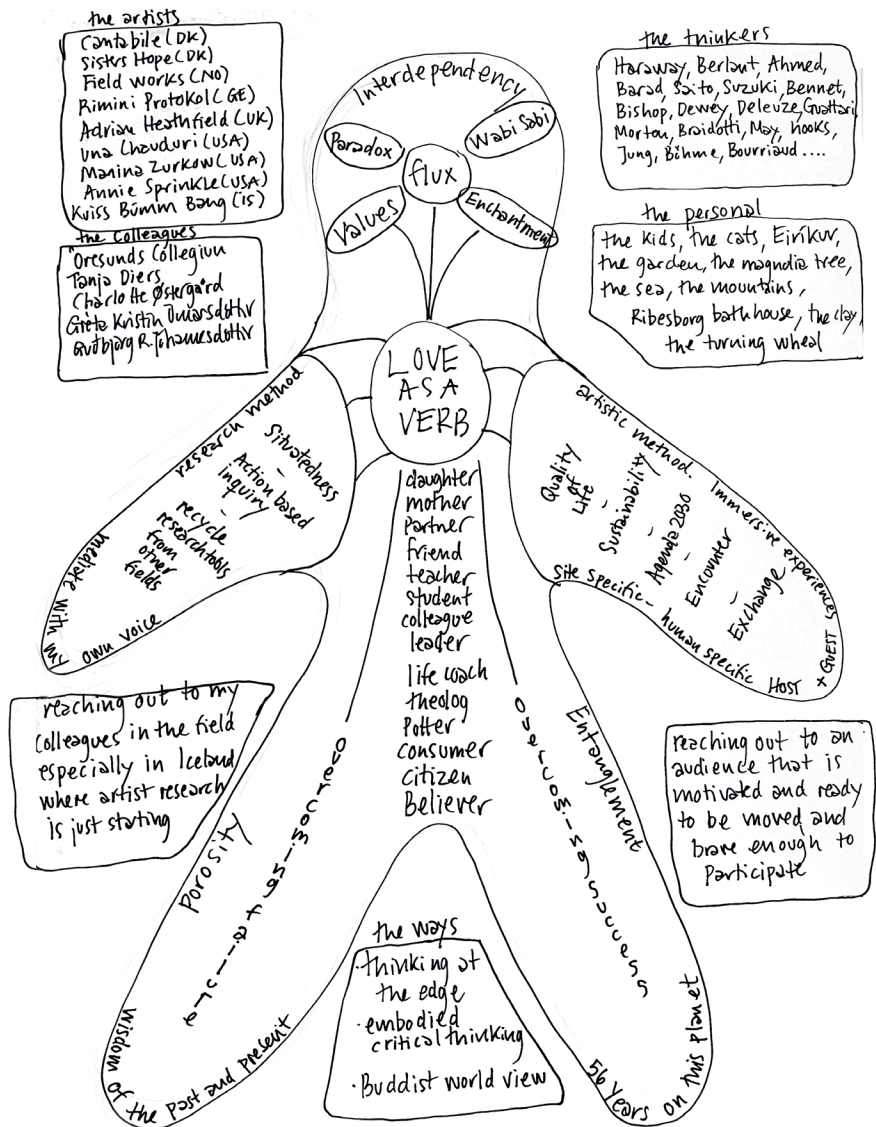 the artists
Cantabile (DK)
Sisters Hope (DK)
Field works (NO)
Rimini Protokol (GE)
Adrian Heathfield (UK)
Una Chauduri (USA)
Marina Zurkow (USA)
Annie Sprinkle (USA)
Kviss Búmm Bang (IS)
the Colleagues
Öresunds Collegiun
Tanja Diers
Charlotte Østergård
Gréta Kristín Ómarsdóttir
Guðbjörg R. Jóhannesdóttir
the thinkers
Haraway, Berlant, Ahmed,
Barad, Saito, Suzuki, Bennet,
Bishop, Dewey, Deleuze, Guattari
Morton, Braidotti, May, hooks,
Jung, Böhme, Bourriaud ....
the personal
the kids, the cats, Eiríkur,
the garden, the magnolia tree,
the sea, the mountains,
Ribesborg bathhouse, the clay,
the turning wheel
Interdependency
Paradox
Wabi Sabi
flux
Values
Enchantment
LOVE
AS A
VERB
research method
Situatedness
-
Action based
inquiry
-
recycle
research tools
from
other
fields
mediate with my own voice
artistic method.
Immersive experiences
Quality
of
Life
-
Sustainability
-
Agenda 2030
-
Encounter
-
Exchange
Site specific - human specific
HOST + GUEST
daughter
mother
partner
friend
teacher
student
colleague
leader
life coach
theolog
potter
consumer
citizen
Believer
reaching out to my
colleagues in the field
especially in Iceland
where artist research
is just starting
reaching out to an
audience that is
motivated and ready
to be moved and
brave enough to
participate
Porosity
overcoming failure
wisdom of the past and present
Entanglement
overcoming success
56 years on this planet
the ways
· thinking at
the edge
· embodied
critical thinking
· Buddist world view